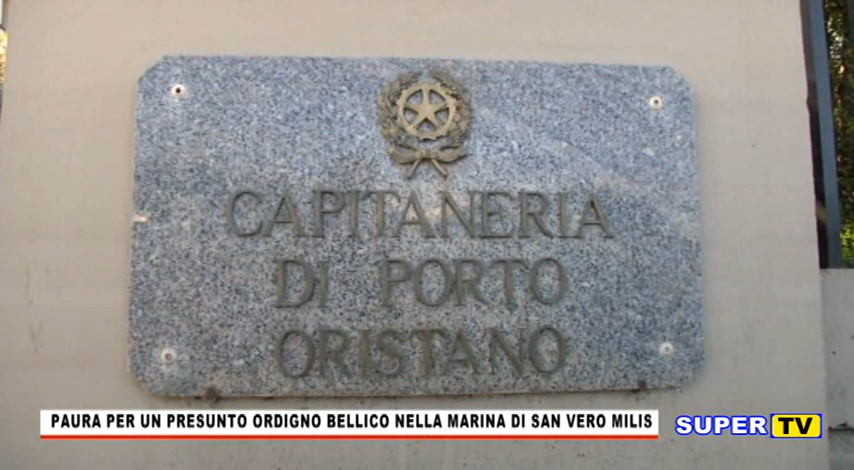 CAPITANERIA
DI PORTO
ORISTANO
PAURA PER UN PRESUNTO ORDIGNO BELLICO NELLA MARINA DI SAN VERO MILIS
SUPER TV